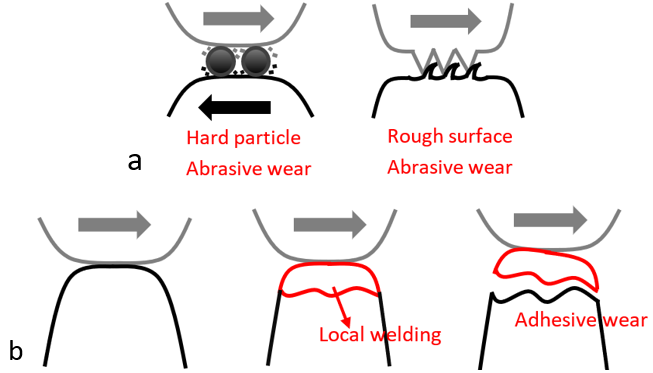 Hard particle
Abrasive wear
Rough surface
Abrasive wear
a
Local welding
Adhesive wear
b